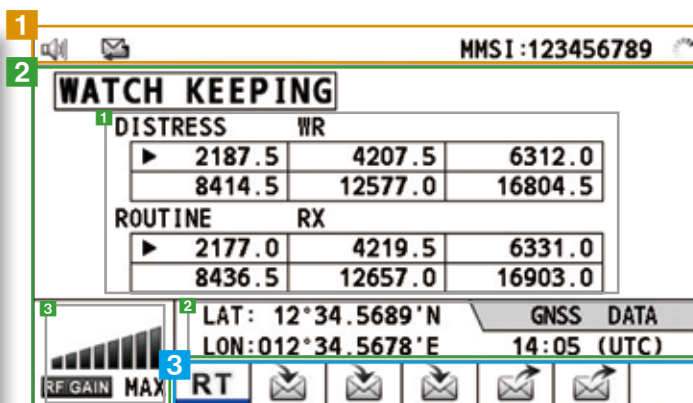 1
MMSI:123456789
2
WATCH KEEPING
1
DISTRESS WR
▶ 2187.5 4207.5 6312.0
8414.5 12577.0 16804.5
ROUTINE RX
▶ 2177.0 4219.5 6331.0
8436.5 12657.0 16903.0
3
2
LAT: 12°34.5689'N GNSS DATA
LON:012°34.5678'E 14:05 (UTC)
3
RF GAIN MAX
RT